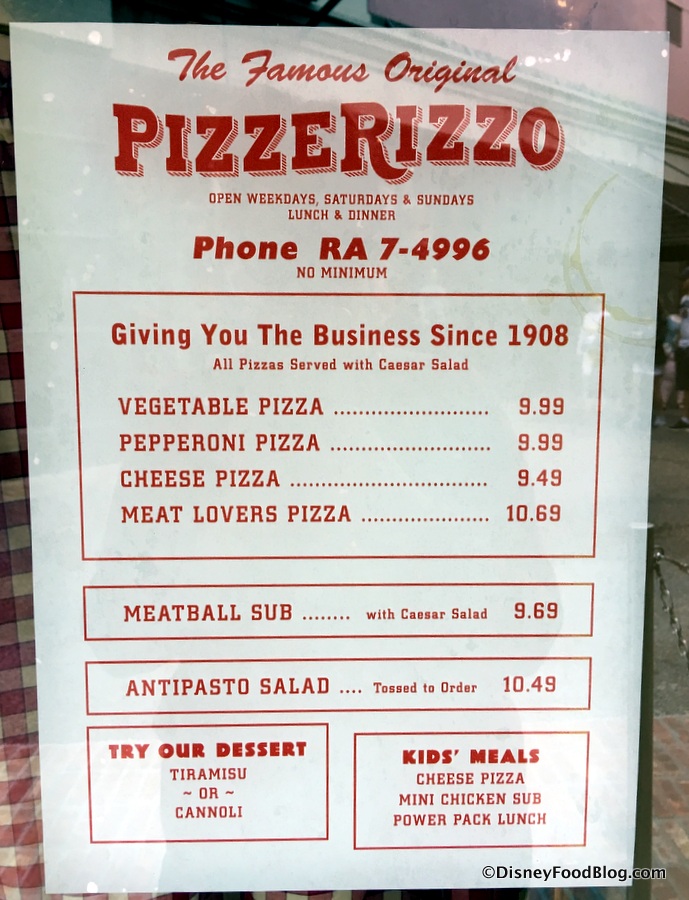 The Famous Original
PIZZERIZZO
OPEN WEEKDAYS, SATURDAYS & SUNDAYS
LUNCH & DINNER
Phone RA 7-4996
NO MINIMUM
Giving You The Business Since 1908
All Pizzas Served with Caesar Salad
VEGETABLE PIZZA ......................... 9.99
PEPPERONI PIZZA ......................... 9.99
CHEESE PIZZA ............................... 9.49
MEAT LOVERS PIZZA .................... 10.69
MEATBALL SUB ........ with Caesar Salad 9.69
ANTIPASTO SALAD .... Tossed to Order 10.49
TRY OUR DESSERT
TIRAMISU
~ OR ~
CANNOLI
KIDS' MEALS
CHEESE PIZZA
MINI CHICKEN SUB
POWER PACK LUNCH
©DisneyFoodBlog.com